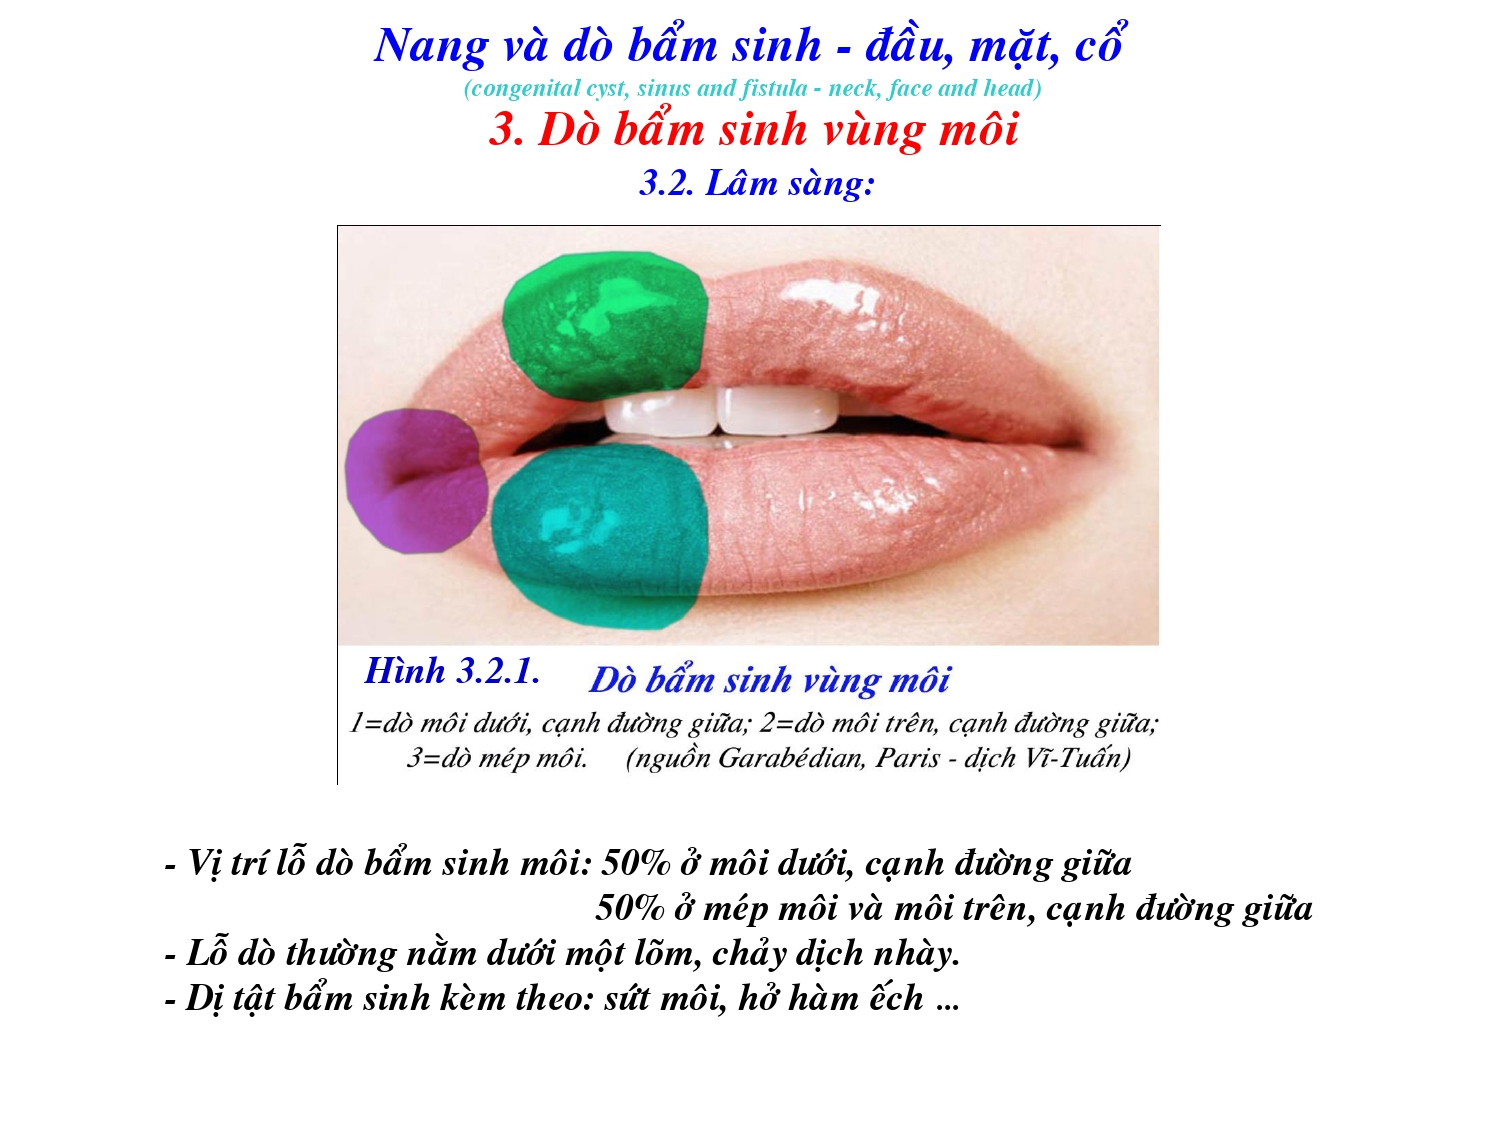 Nang và dò bẩm sinh - đầu, mặt, cổ
(congenital cyst, sinus and fistula - neck, face and head)
3. Dò bẩm sinh vùng môi
3.2. Lâm sàng:
Hình 3.2.1. Dò bẩm sinh vùng môi
1=dò môi dưới, cạnh đường giữa; 2=dò môi trên, cạnh đường giữa;
3=dò mép môi. (nguồn Garabédian, Paris - dịch Vĩ-Tuấn)
- Vị trí lỗ dò bẩm sinh môi: 50% ở môi dưới, cạnh đường giữa
50% ở mép môi và môi trên, cạnh đường giữa
- Lỗ dò thường nằm dưới một lõm, chảy dịch nhày.
- Dị tật bẩm sinh kèm theo: sứt môi, hở hàm ếch ...